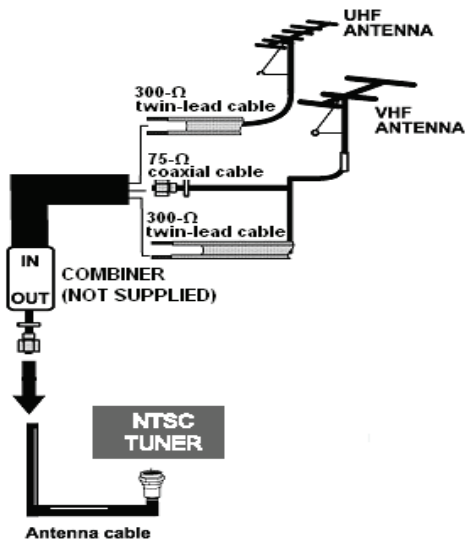 UHF
ANTENNA
300-Ω
twin-lead cable
VHF
ANTENNA
75-Ω
coaxial cable
300-Ω
twin-lead cable
IN
OUT
COMBINER
(NOT SUPPLIED)
NTSC
TUNER
Antenna cable